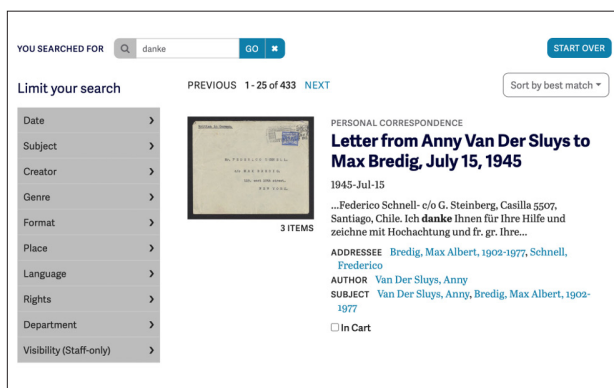 YOU SEARCHED FOR danke GO ✖ START OVER
Limit your search
Date
Subject
Creator
Genre
Format
Place
Language
Rights
Department
Visibility (Staff-only)
PREVIOUS 1 - 25 of 433 NEXT
Sort by best match
3 ITEMS
PERSONAL CORRESPONDENCE
Letter from Anny Van Der Sluys to
Max Bredig, July 15, 1945
1945-Jul-15
...Federico Schnell- c/o G. Steinberg, Casilla 5507,
Santiago, Chile. Ich danke Ihnen für Ihre Hilfe und
zeichne mit Hochachtung und fr. gr. Ihre...
ADDRESSEE Bredig, Max Albert, 1902-1977, Schnell,
Frederico
AUTHOR Van Der Sluys, Anny
SUBJECT Van Der Sluys, Anny, Bredig, Max Albert, 1902-
1977
In Cart